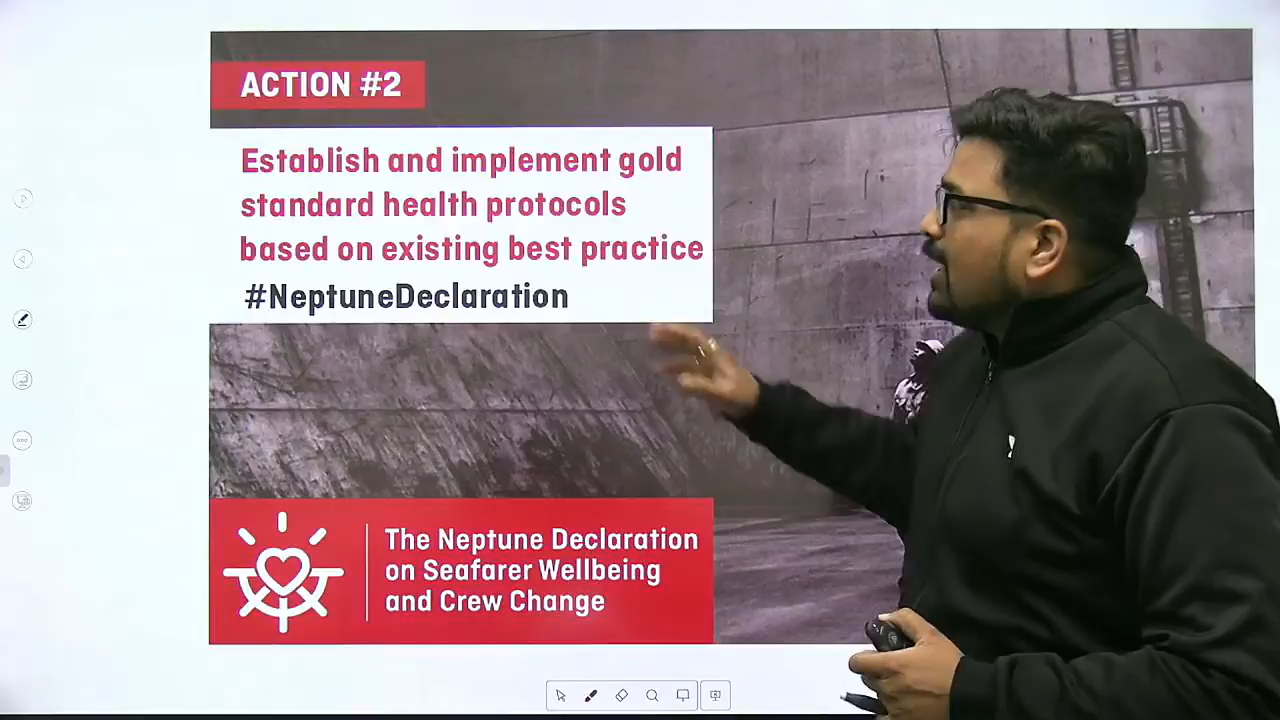 ACTION #2
Establish and implement gold
standard health protocols
based on existing best practice
#NeptuneDeclaration
The Neptune Declaration
on Seafarer Wellbeing
and Crew Change